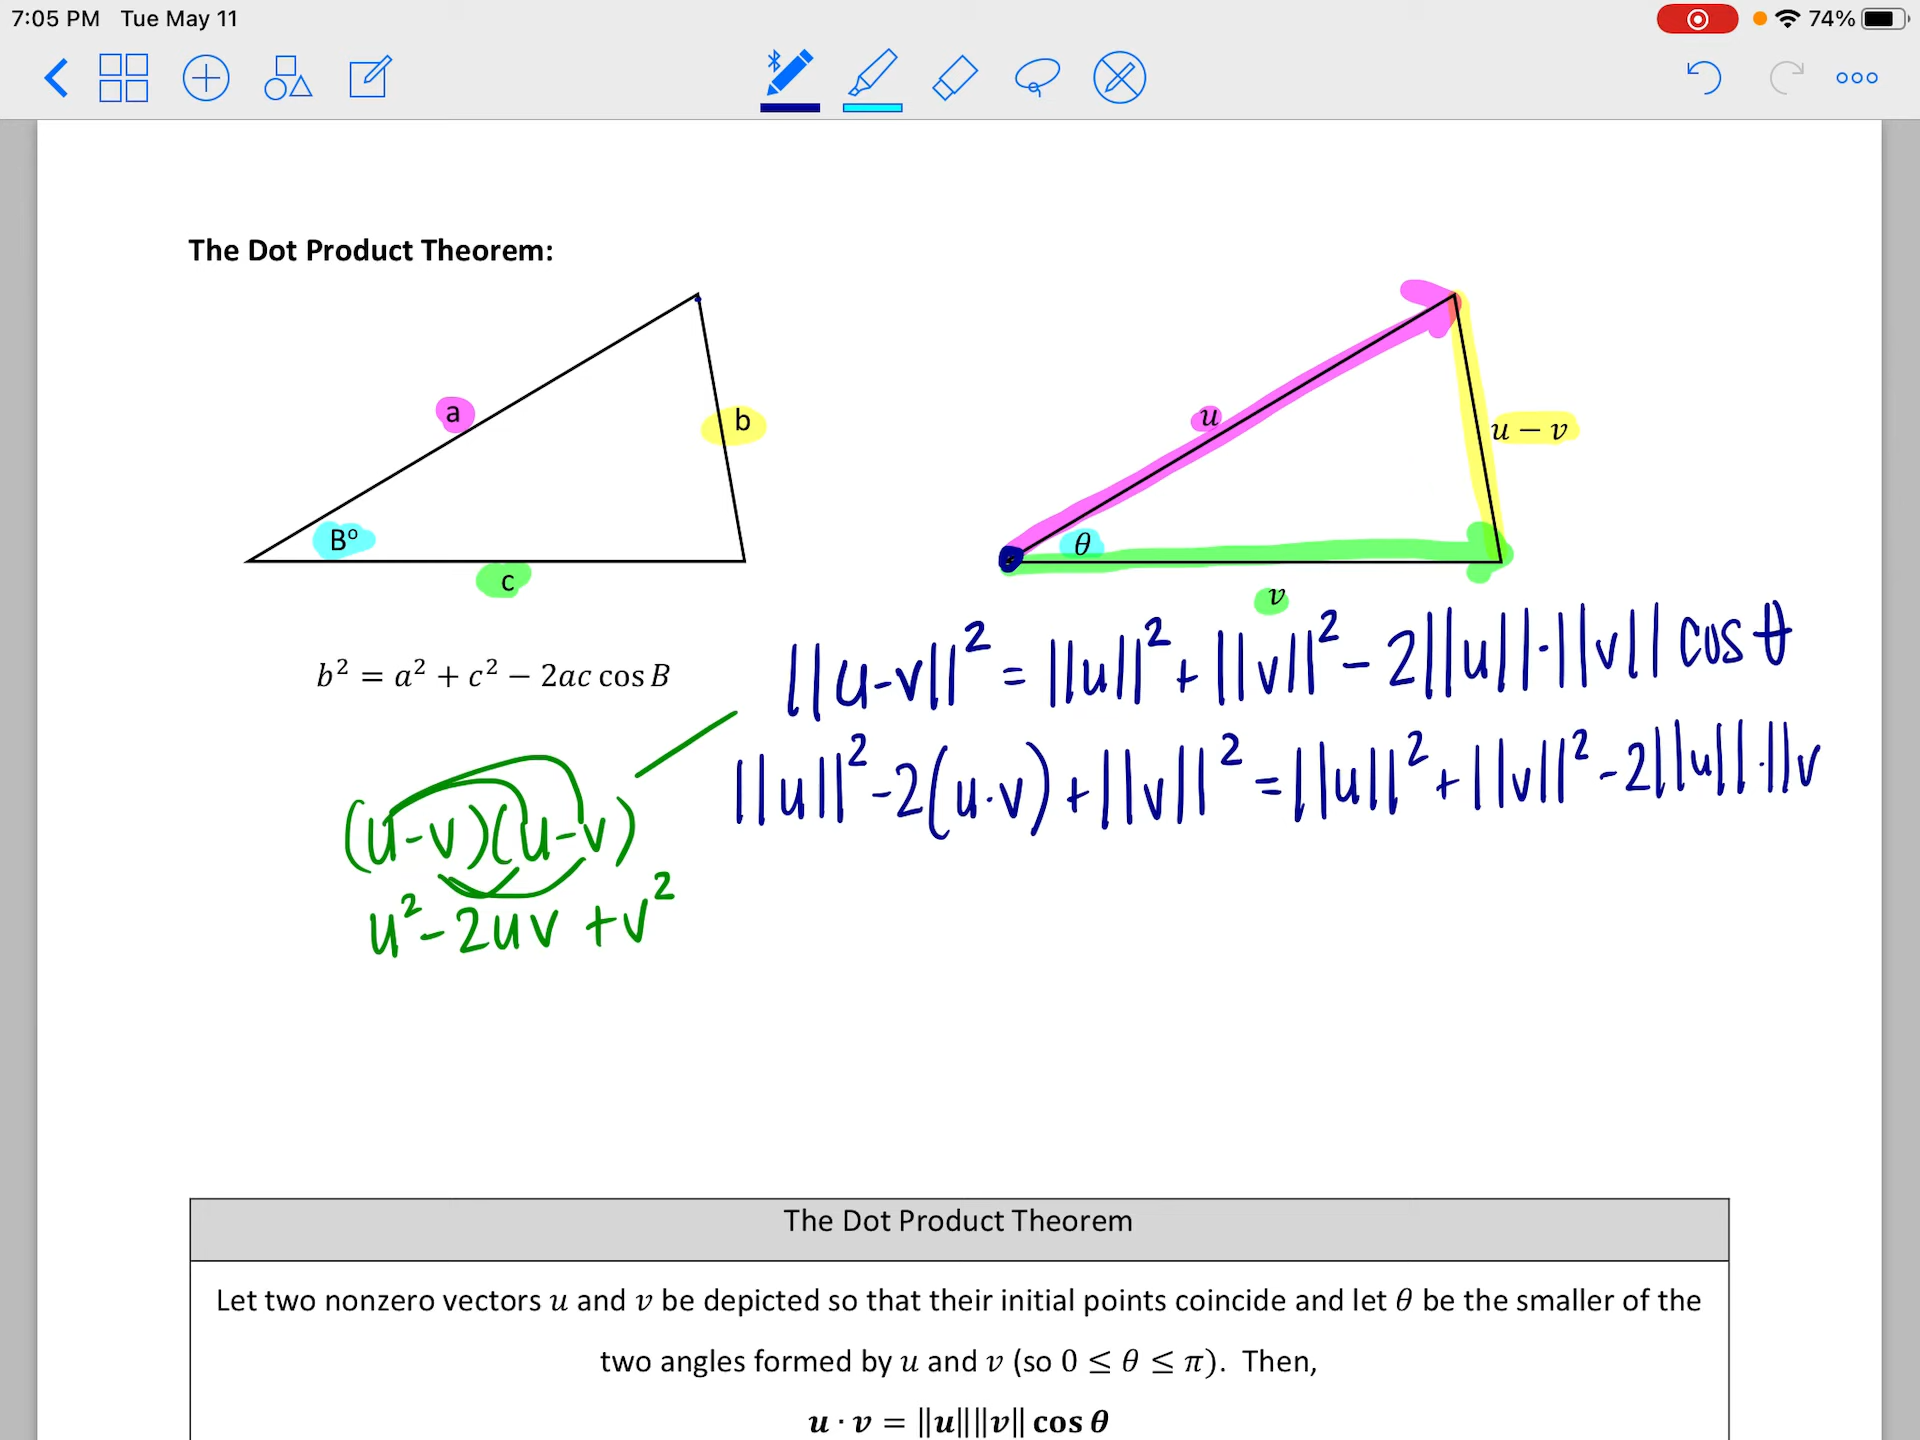 7:05 PM Tue May 11
74%
The Dot Product Theorem:
a
b
B°
c
u
u − v
θ
v
b² = a² + c² − 2ac cos B
||u-v||² = ||u||² + ||v||² - 2||u||·||v|| cos θ
||u||² - 2(u·v) + ||v||² = ||u||² + ||v||² - 2||u||·||v
(u-v)(u-v)
u² - 2uv + v²
The Dot Product Theorem
Let two nonzero vectors u and v be depicted so that their initial points coincide and let θ be the smaller of the
two angles formed by u and v (so 0 ≤ θ ≤ π). Then,
u · v = ‖u‖‖v‖ cos θ